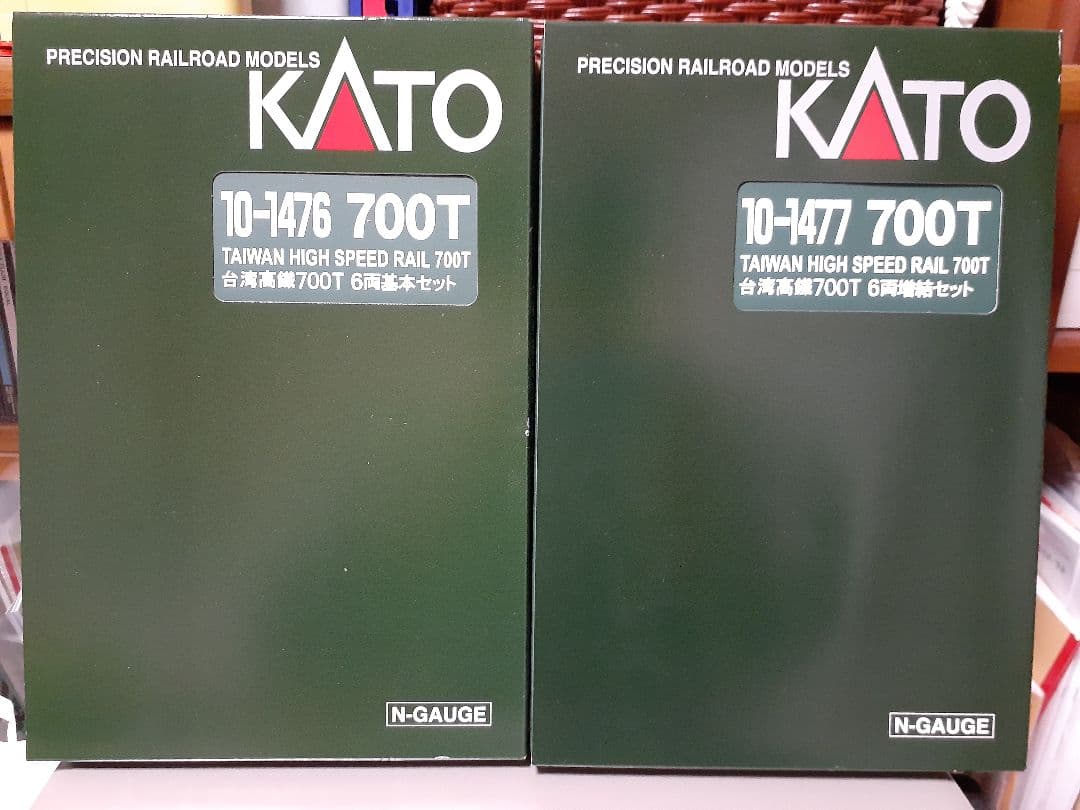 PRECISION RAILROAD MODELS
KATO
10-1476 700T
TAIWAN HIGH SPEED RAIL 700T
台湾高鐵700T 6両基本セット
N-GAUGE
PRECISION RAILROAD MODELS
KATO
10-1477 700T
TAIWAN HIGH SPEED RAIL 700T
台湾高鐵700T 6両増結セット
N-GAUGE